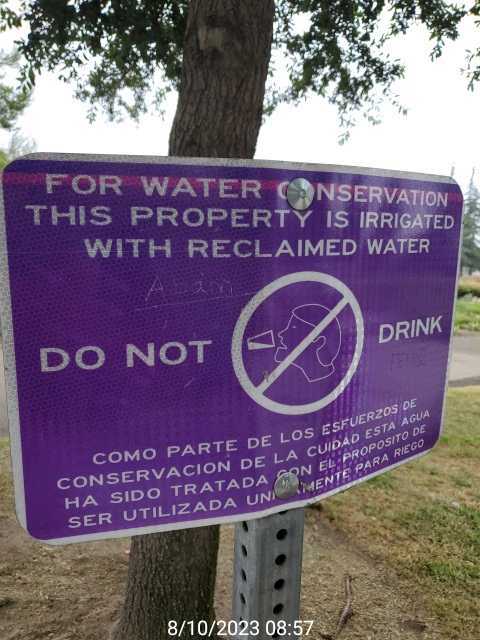 FOR WATER CONSERVATION
THIS PROPERTY IS IRRIGATED
WITH RECLAIMED WATER
Adam
DO NOT DRINK
COMO PARTE DE LOS ESFUERZOS DE
CONSERVACION DE LA CUIDAD ESTA AGUA
HA SIDO TRATADA CON EL PROPOSITO DE
SER UTILIZADA UNICAMENTE PARA RIEGO
8/10/2023 08:57